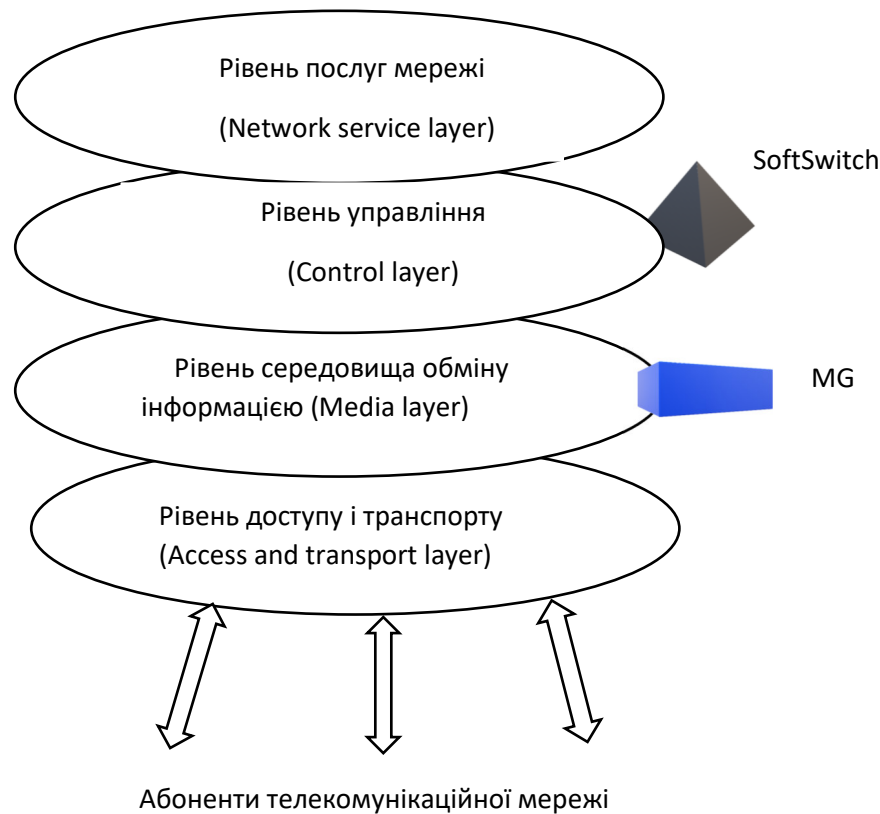 Рівень послуг мережі
(Network service layer)
SoftSwitch
Рівень управління
(Control layer)
Рівень середовища обміну
інформацією (Media layer)
MG
Рівень доступу і транспорту
(Access and transport layer)
Абоненти телекомунікаційної мережі